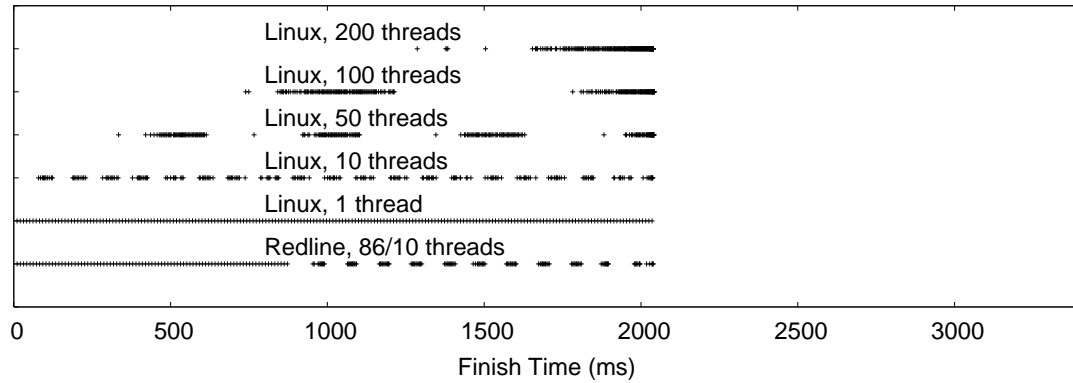 Linux, 200 threads
Linux, 100 threads
Linux, 50 threads
Linux, 10 threads
Linux, 1 thread
Redline, 86/10 threads
0 500 1000 1500 2000 2500 3000
Finish Time (ms)